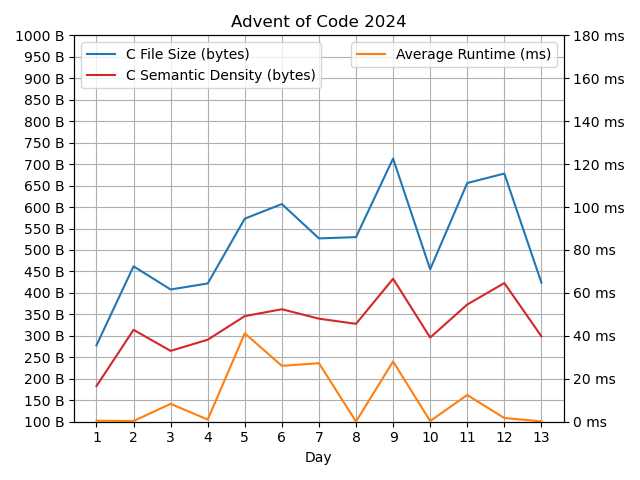 Advent of Code 2024
1000 B
950 B
900 B
850 B
800 B
750 B
700 B
650 B
600 B
550 B
500 B
450 B
400 B
350 B
300 B
250 B
200 B
150 B
100 B
C File Size (bytes)
C Semantic Density (bytes)
Average Runtime (ms)
180 ms
160 ms
140 ms
120 ms
100 ms
80 ms
60 ms
40 ms
20 ms
0 ms
1 2 3 4 5 6 7 8 9 10 11 12 13
Day